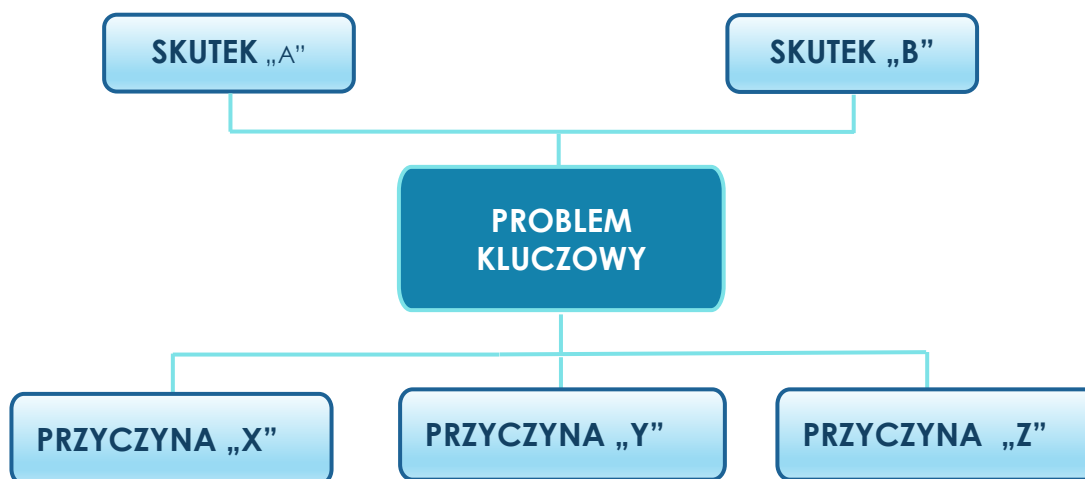 SKUTEK „A”
SKUTEK „B”
PROBLEM
KLUCZOWY
PRZYCZYNA „X”
PRZYCZYNA „Y”
PRZYCZYNA „Z”